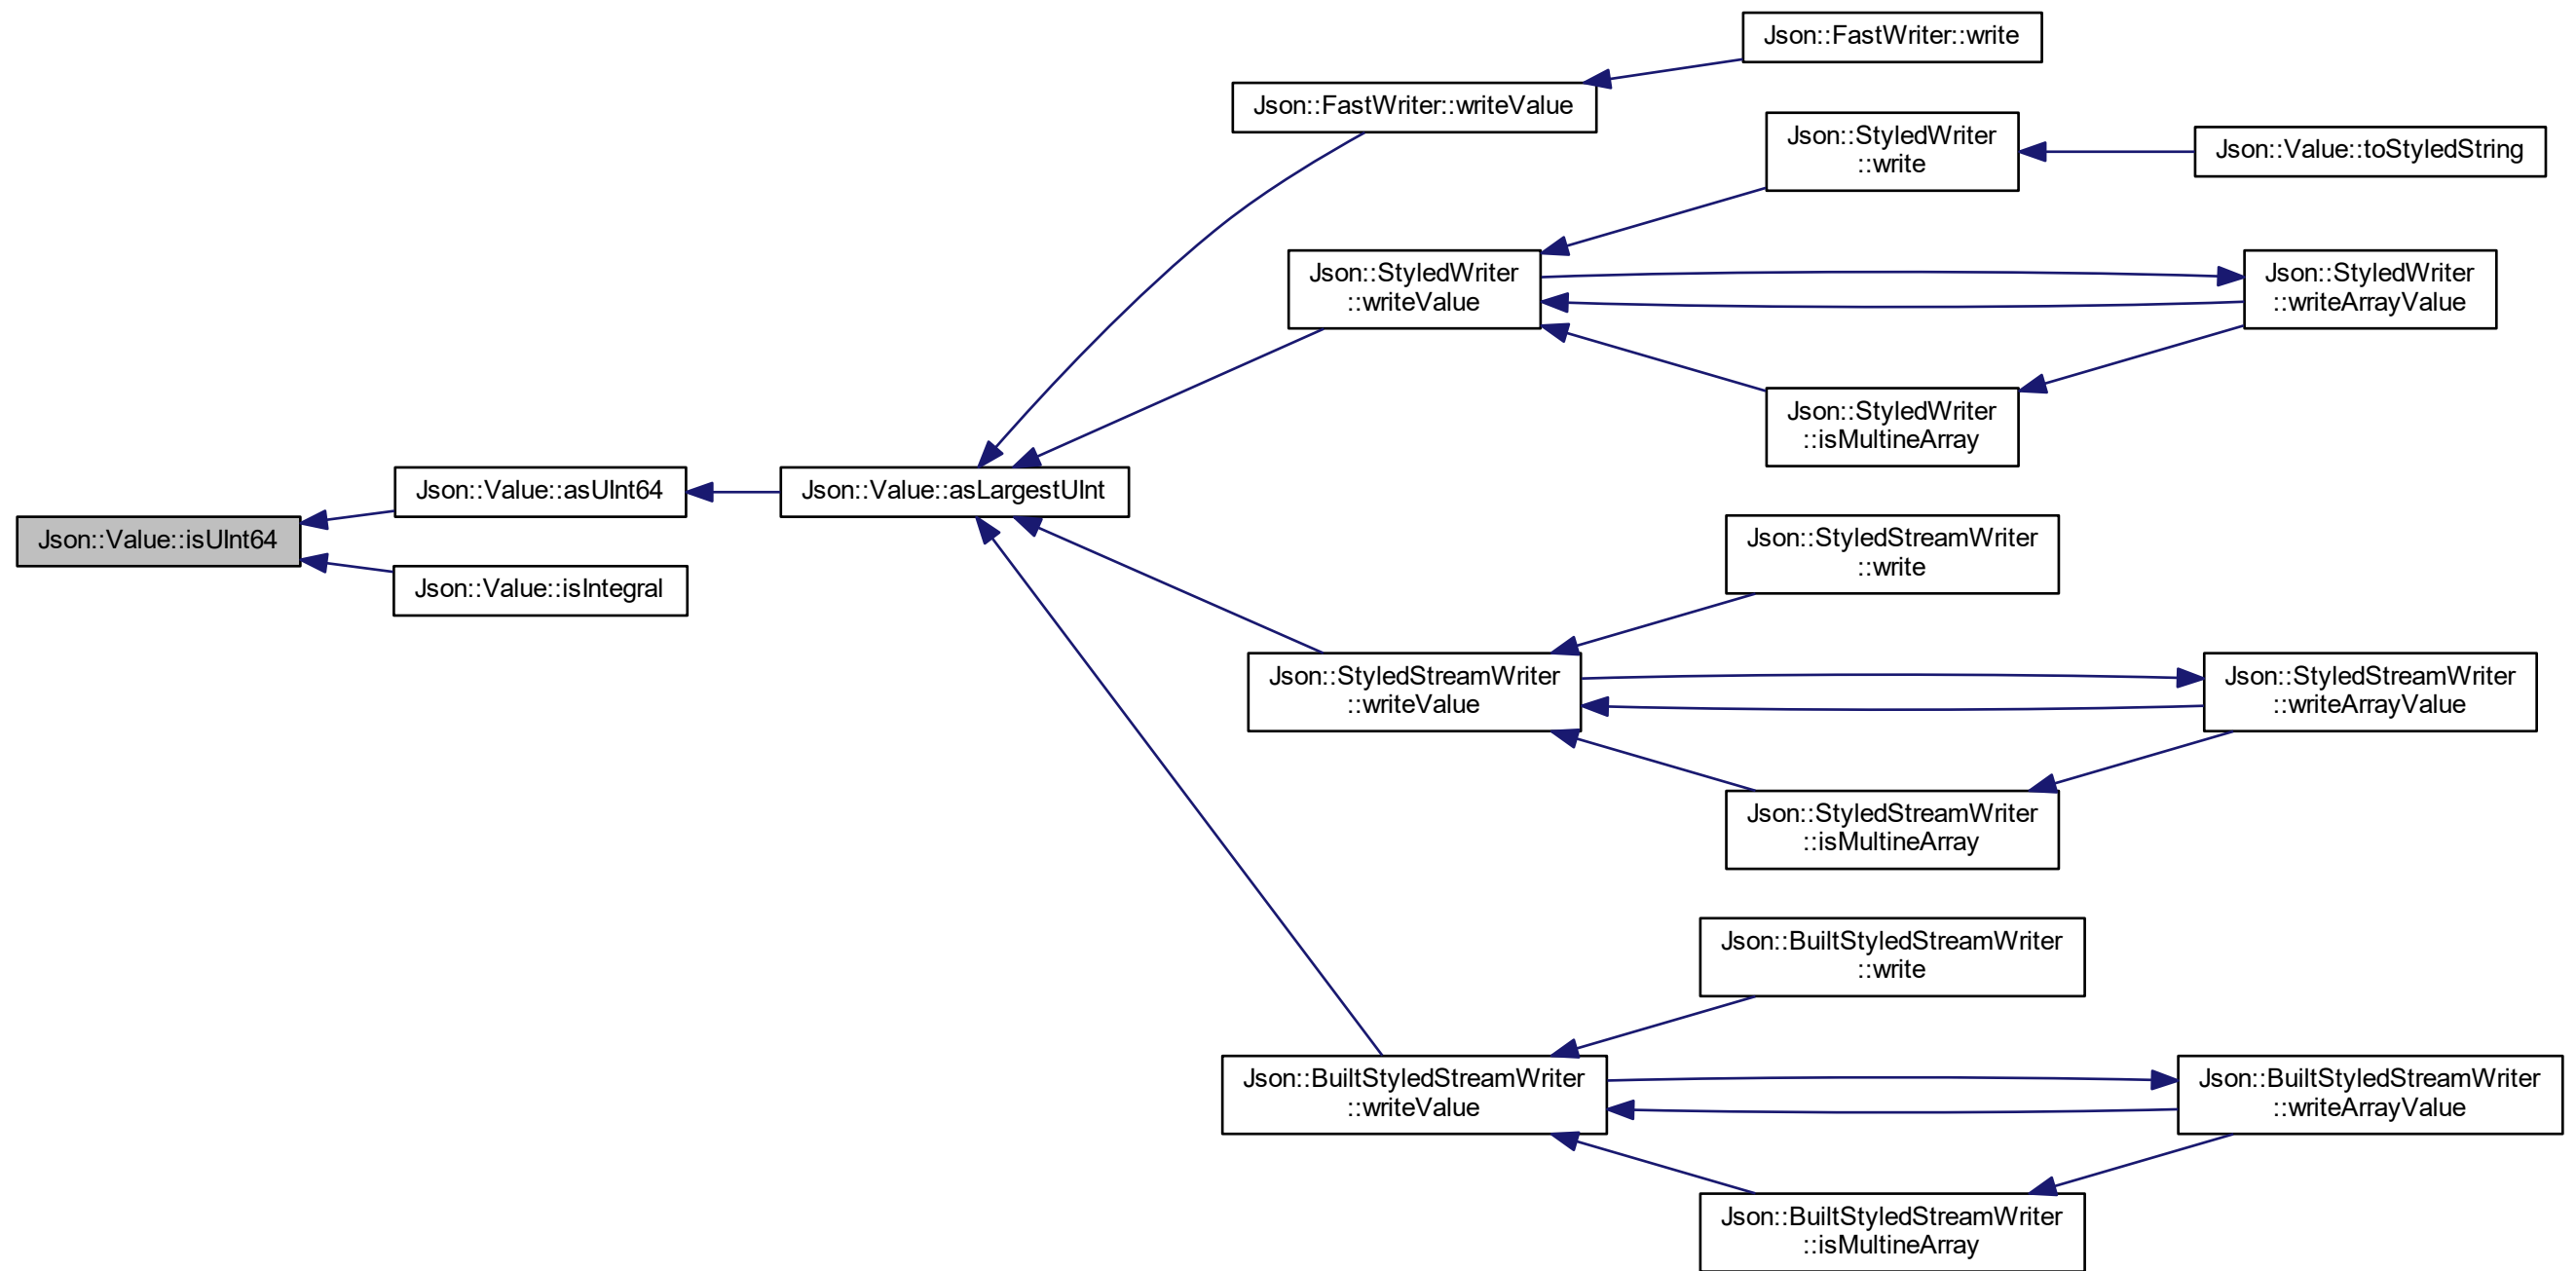 Json::FastWriter::write
Json::FastWriter::writeValue
Json::StyledWriter
::write
Json::Value::toStyledString
Json::StyledWriter
::writeValue
Json::StyledWriter
::writeArrayValue
Json::StyledWriter
::isMultineArray
Json::Value::asUInt64
Json::Value::asLargestUInt
Json::Value::isUInt64
Json::Value::isIntegral
Json::StyledStreamWriter
::write
Json::StyledStreamWriter
::writeValue
Json::StyledStreamWriter
::writeArrayValue
Json::StyledStreamWriter
::isMultineArray
Json::BuiltStyledStreamWriter
::write
Json::BuiltStyledStreamWriter
::writeValue
Json::BuiltStyledStreamWriter
::writeArrayValue
Json::BuiltStyledStreamWriter
::isMultineArray